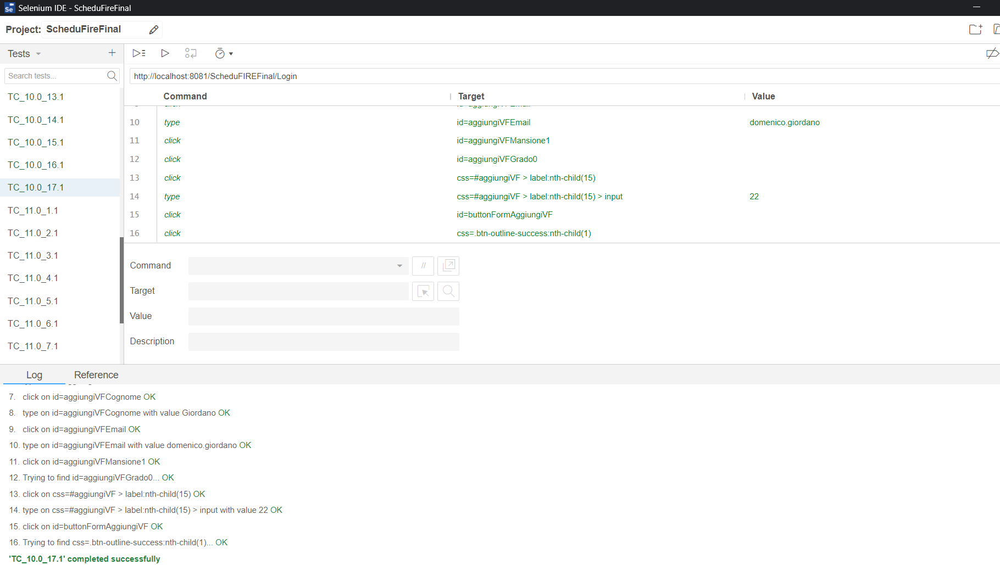 Selenium IDE - ScheduFireFinal
Project: ScheduFireFinal
Tests
Search tests...
http://localhost:8081/ScheduFIREFinal/Login
TC_10.0_13.1
TC_10.0_14.1
TC_10.0_15.1
TC_10.0_16.1
TC_10.0_17.1
TC_11.0_1.1
TC_11.0_2.1
TC_11.0_3.1
TC_11.0_4.1
TC_11.0_5.1
TC_11.0_6.1
TC_11.0_7.1
Command Target Value
10 type id=aggiungiVFEmail domenico.giordano
11 click id=aggiungiVFMansione1
12 click id=aggiungiVFGrado0
13 click css=#aggiungiVF > label:nth-child(15)
14 type css=#aggiungiVF > label:nth-child(15) > input 22
15 click id=buttonFormAggiungiVF
16 click css=.btn-outline-success:nth-child(1)
Command //
Target
Value
Description
Log Reference
7. click on id=aggiungiVFCognome OK
8. type on id=aggiungiVFCognome with value Giordano OK
9. click on id=aggiungiVFEmail OK
10. type on id=aggiungiVFEmail with value domenico.giordano OK
11. click on id=aggiungiVFMansione1 OK
12. Trying to find id=aggiungiVFGrado0... OK
13. click on css=#aggiungiVF > label:nth-child(15) OK
14. type on css=#aggiungiVF > label:nth-child(15) > input with value 22 OK
15. click on id=buttonFormAggiungiVF OK
16. Trying to find css=.btn-outline-success:nth-child(1)... OK
'TC_10.0_17.1' completed successfully